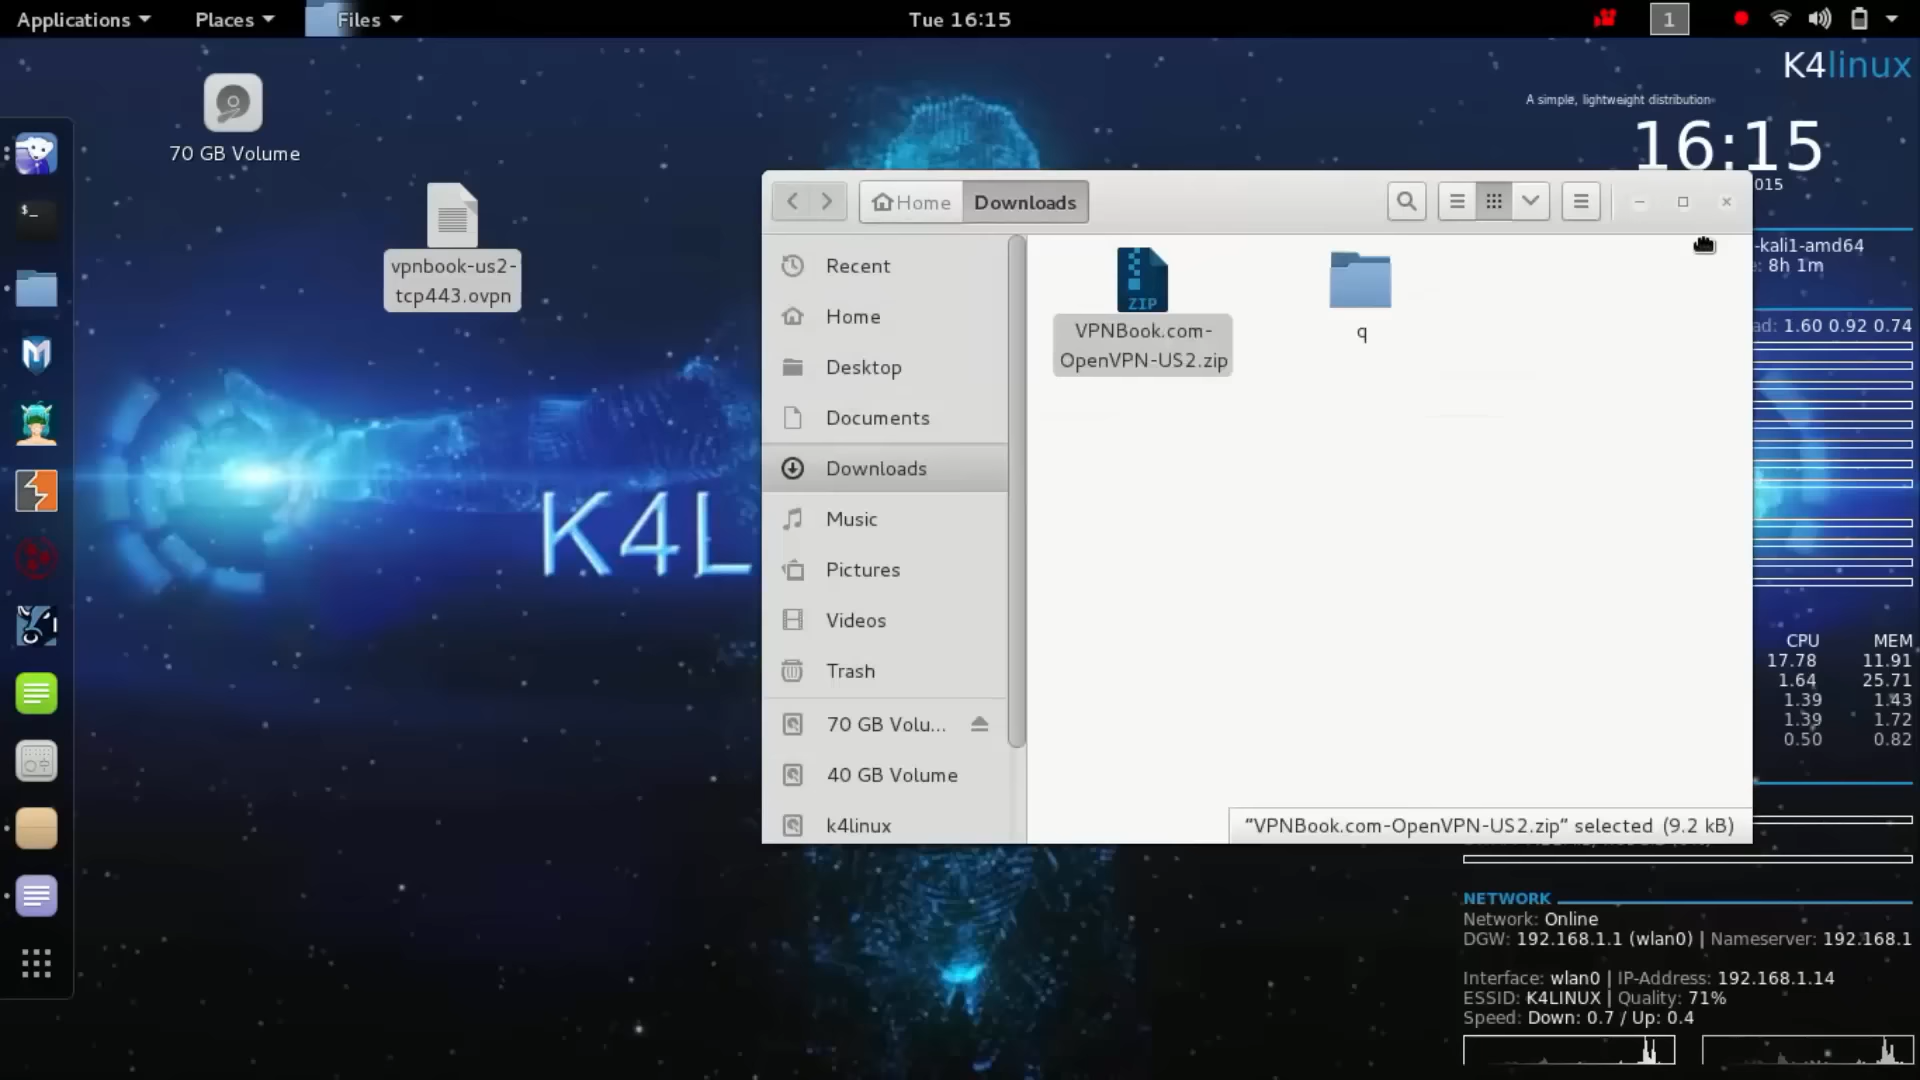 Applications
Places
Files
Tue 16:15
1
K4linux
A simple, lightweight distribution
16:15
015
-kali1-amd64
: 8h 1m
ad: 1.60 0.92 0.74
70 GB Volume
vpnbook-us2-
tcp443.ovpn
$_
K4L
Home
Downloads
Recent
Home
Desktop
Documents
Downloads
Music
Pictures
Videos
Trash
70 GB Volu...
40 GB Volume
k4linux
ZIP
VPNBook.com-
OpenVPN-US2.zip
q
"VPNBook.com-OpenVPN-US2.zip" selected (9.2 kB)
CPU MEM
17.78 11.91
1.64 25.71
1.39 1.43
1.39 1.72
0.50 0.82
NETWORK
Network: Online
DGW: 192.168.1.1 (wlan0) | Nameserver: 192.168.1
Interface: wlan0 | IP-Address: 192.168.1.14
ESSID: K4LINUX | Quality: 71%
Speed: Down: 0.7 / Up: 0.4